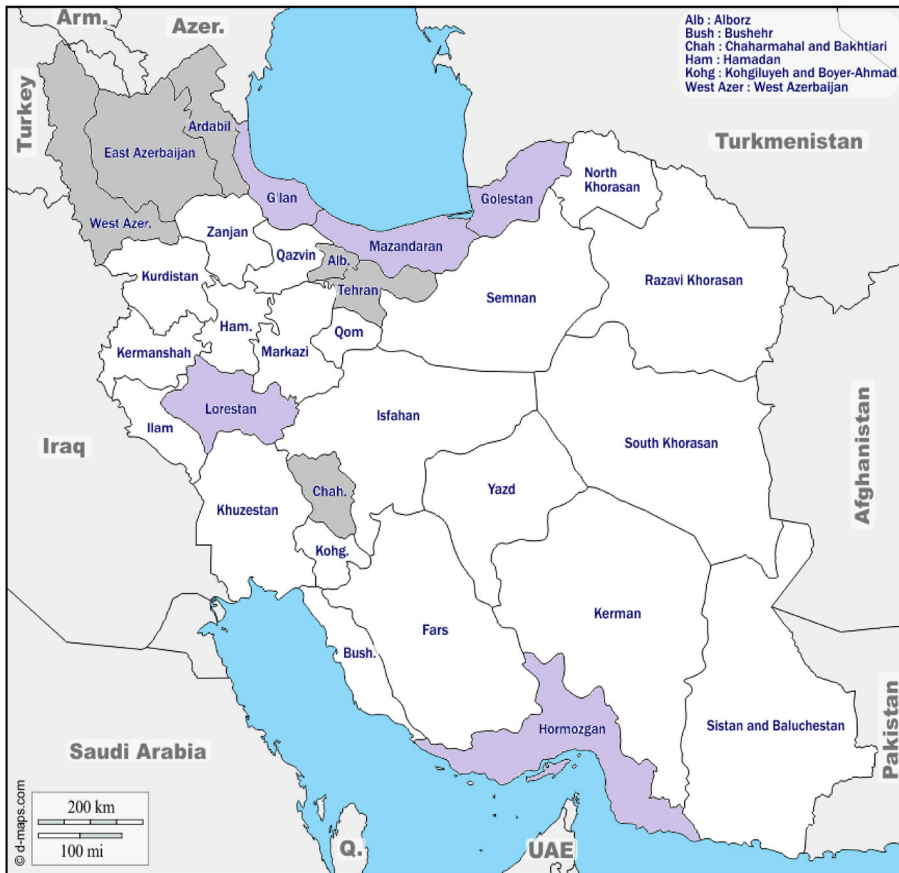 Arm.
Azer.
Alb : Alborz
Bush : Bushehr
Chah : Chaharmahal and Bakhtiari
Ham : Hamadan
Kohg : Kohgiluyeh and Boyer-Ahmad
West Azer : West Azerbaijan
Turkey
Turkmenistan
Ardabil
East Azerbaijan
North
Khorasan
Gilan
Golestan
West Azer.
Zanjan
Mazandaran
Qazvin
Alb.
Kurdistan
Razavi Khorasan
Tehran
Semnan
Ham.
Qom
Kermanshah
Markazi
Lorestan
Isfahan
Ilam
Iraq
South Khorasan
Afghanistan
Chah.
Yazd
Khuzestan
Kohg.
Kerman
Fars
Bush.
Pakistan
Hormozgan
Sistan and Baluchestan
Saudi Arabia
200 km
100 mi
© d-maps.com
Q.
UAE